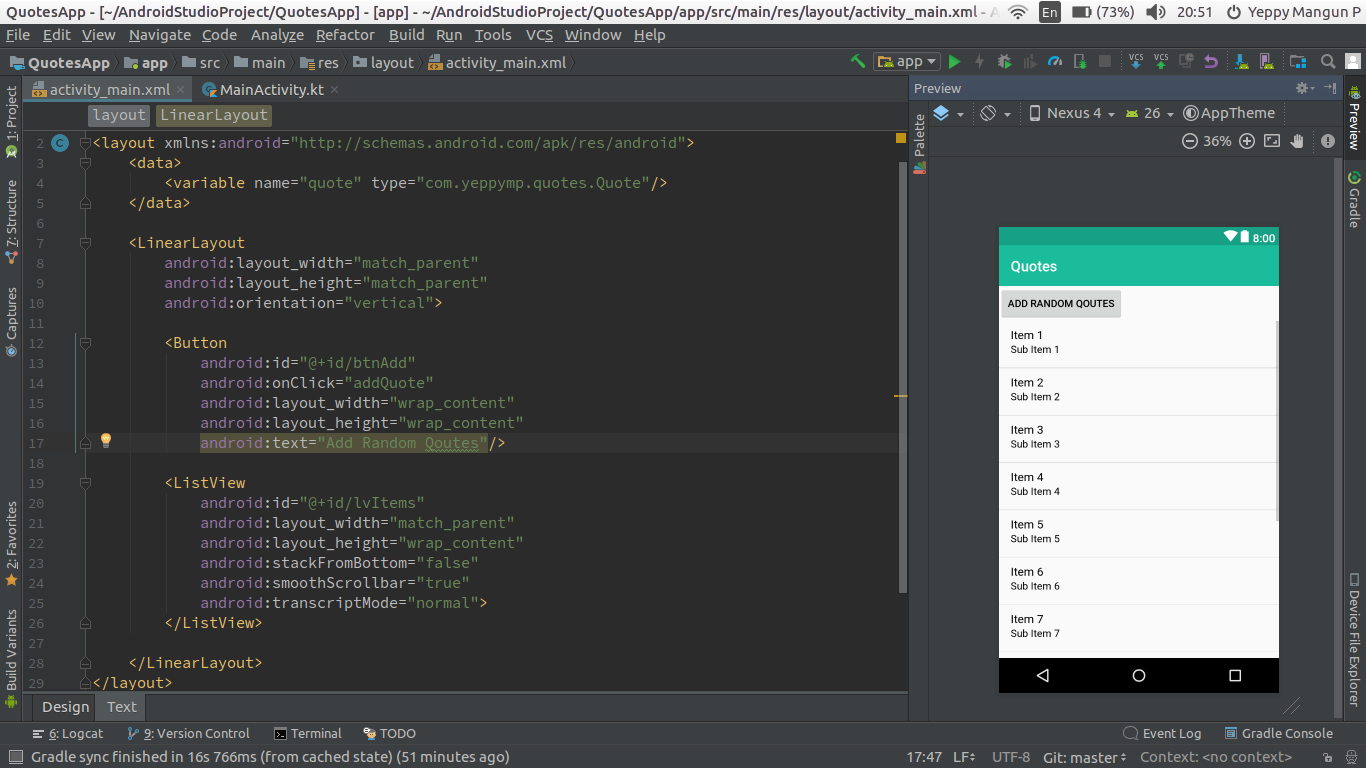 QuotesApp - [~/AndroidStudioProject/QuotesApp] - [app] - ~/AndroidStudioProject/QuotesApp/app/src/main/res/layout/activity_main.xml - A
En (73%) 20:51 Yeppy Mangun P
File Edit View Navigate Code Analyze Refactor Build Run Tools VCS Window Help
QuotesApp app src main res layout activity_main.xml
app VCS VCS
activity_main.xml MainActivity.kt
layout LinearLayout
2 <layout xmlns:android="http://schemas.android.com/apk/res/android">
3 <data>
4 <variable name="quote" type="com.yeppymp.quotes.Quote"/>
5 </data>
6
7 <LinearLayout
8 android:layout_width="match_parent"
9 android:layout_height="match_parent"
10 android:orientation="vertical">
11
12 <Button
13 android:id="@+id/btnAdd"
14 android:onClick="addQuote"
15 android:layout_width="wrap_content"
16 android:layout_height="wrap_content"
17 android:text="Add Random Qoutes"/>
18
19 <ListView
20 android:id="@+id/lvItems"
21 android:layout_width="match_parent"
22 android:layout_height="wrap_content"
23 android:stackFromBottom="false"
24 android:smoothScrollbar="true"
25 android:transcriptMode="normal">
26 </ListView>
27
28 </LinearLayout>
29 </layout>
Design Text
1: Project
7: Structure
Captures
2: Favorites
Build Variants
Preview
Palette
Nexus 4 26 AppTheme
36%
8:00
Quotes
ADD RANDOM QOUTES
Item 1
Sub Item 1
Item 2
Sub Item 2
Item 3
Sub Item 3
Item 4
Sub Item 4
Item 5
Sub Item 5
Item 6
Sub Item 6
Item 7
Sub Item 7
Preview
Gradle
Device File Explorer
6: Logcat 9: Version Control Terminal TODO Event Log Gradle Console
Gradle sync finished in 16s 766ms (from cached state) (51 minutes ago) 17:47 LF UTF-8 Git: master Context: <no context>